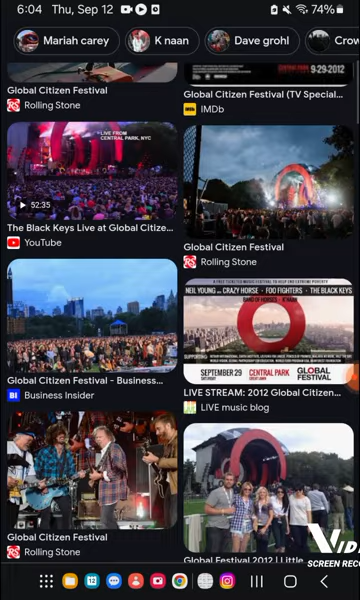 6:04 Thu, Sep 12
74%
Mariah carey
K naan
Dave grohl
Crow
Global Citizen Festival
Rolling Stone
9-29-2012
Global Citizen Festival (TV Special...
IMDb
LIVE FROM
CENTRAL PARK, NYC
52:35
The Black Keys Live at Global Citize...
YouTube
Global Citizen Festival
Rolling Stone
Global Citizen Festival - Business...
Business Insider
NEIL YOUNG WITH CRAZY HORSE · FOO FIGHTERS · THE BLACK KEYS
BAND OF HORSES
SEPTEMBER 29
SATURDAY
CENTRAL PARK
GREAT LAWN
GLOBAL
FESTIVAL
LIVE STREAM: 2012 Global Citizen...
LIVE music blog
Global Citizen Festival
Rolling Stone
Global Festival 2012 | Little
SCREEN REC